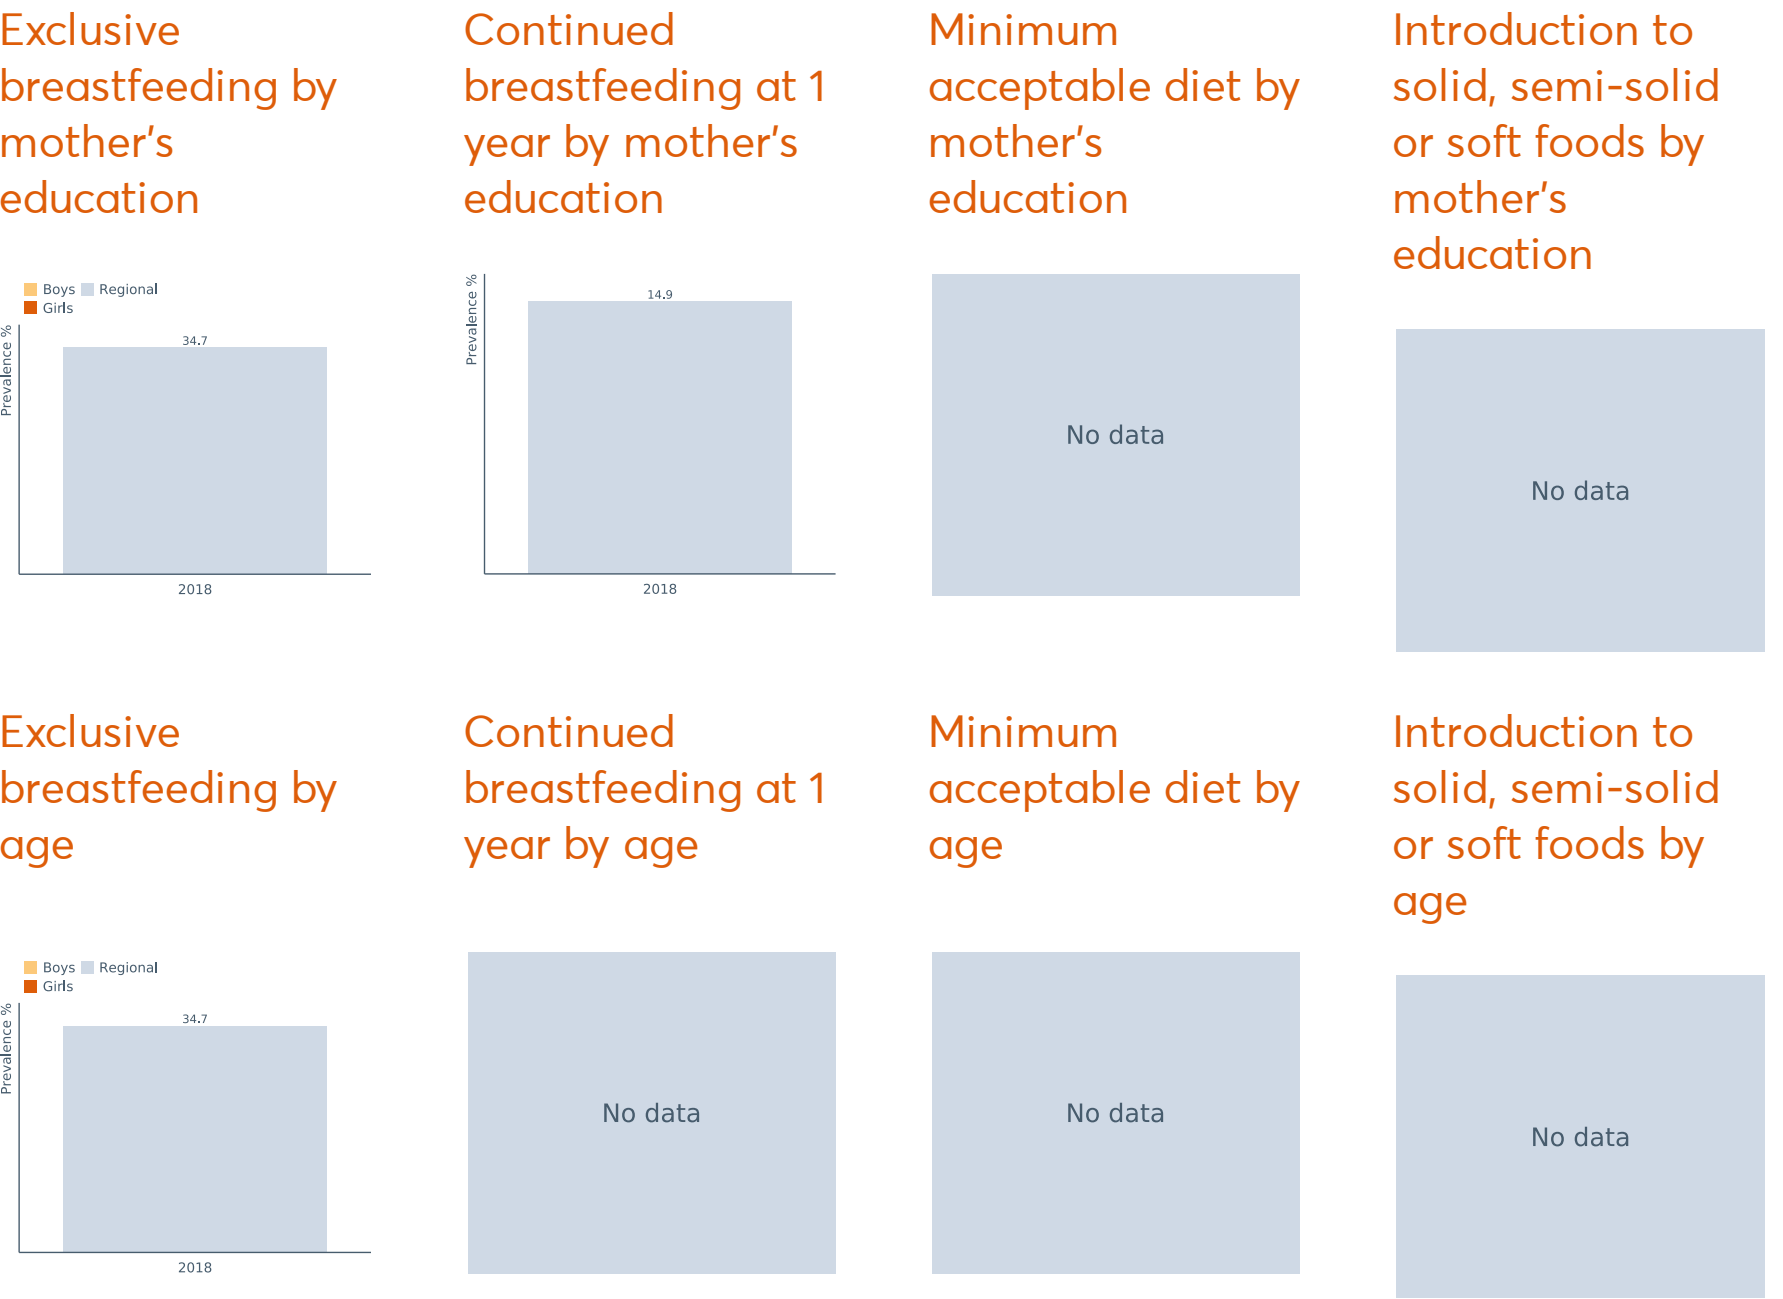 Exclusive
breastfeeding by
mother's
education
Continued
breastfeeding at 1
year by mother's
education
Minimum
acceptable diet by
mother's
education
Introduction to
solid, semi-solid
or soft foods by
mother's
education
Boys Regional
Girls
Prevalence %
34.7
2018
Prevalence %
14.9
2018
No data
No data
Exclusive
breastfeeding by
age
Continued
breastfeeding at 1
year by age
Minimum
acceptable diet by
age
Introduction to
solid, semi-solid
or soft foods by
age
Boys Regional
Girls
Prevalence %
34.7
2018
No data
No data
No data